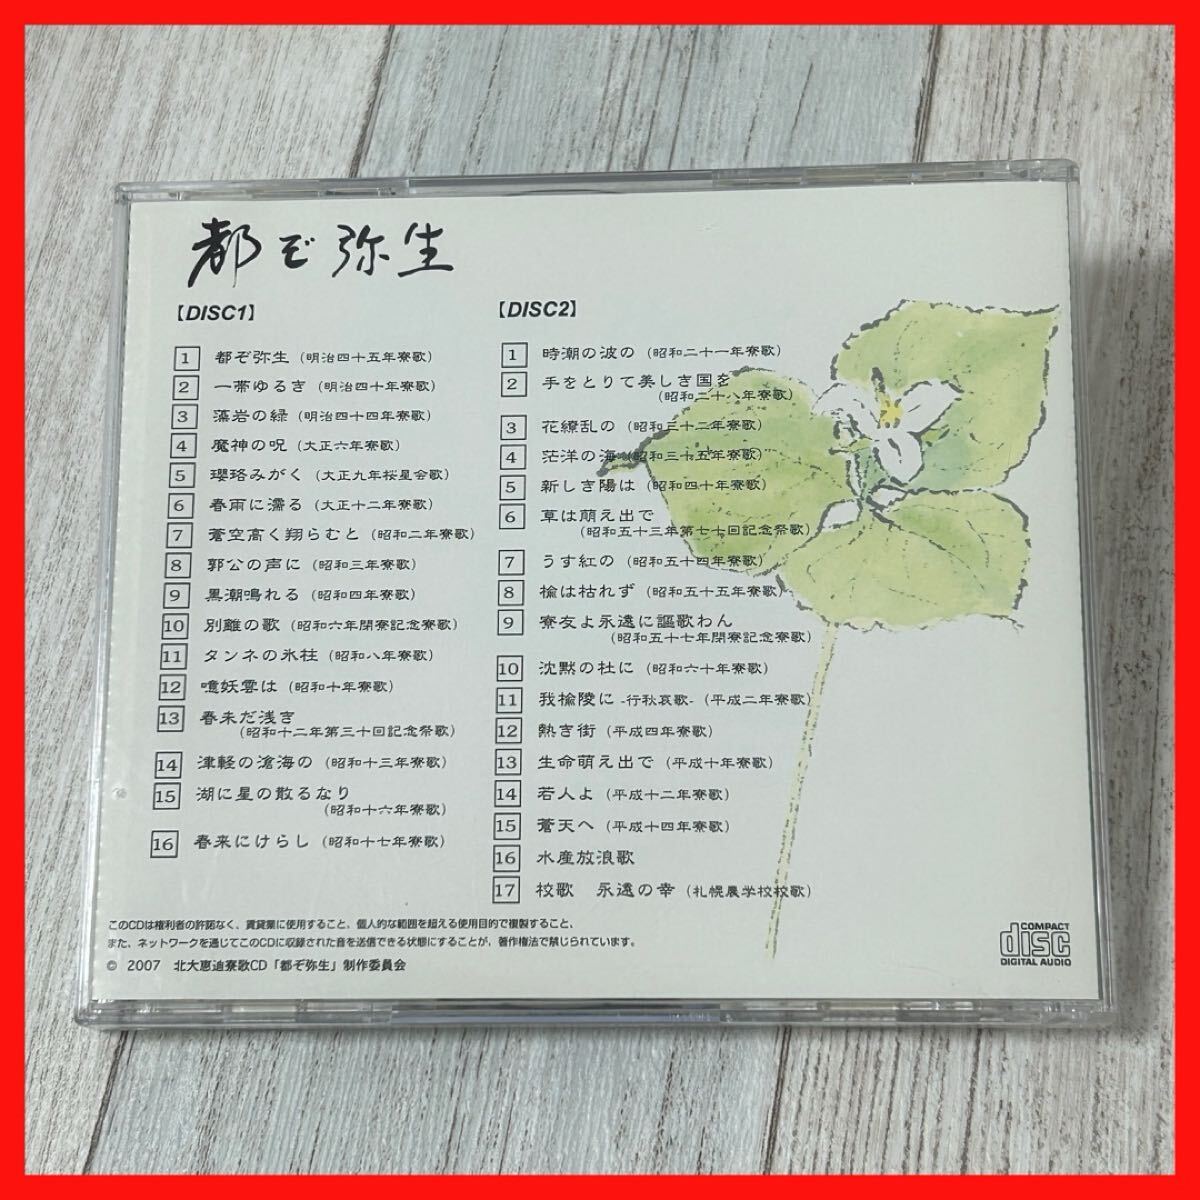 都ぞ弥生
【DISC1】
1 都ぞ弥生（明治四十五年寮歌）
2 一帯ゆるき（明治四十年寮歌）
3 藻岩の緑（明治四十四年寮歌）
4 魔神の呪（大正六年寮歌）
5 瓔珞みがく（大正九年桜星会歌）
6 春雨に濡る（大正十二年寮歌）
7 蒼空高く翔らむと（昭和二年寮歌）
8 郭公の声に（昭和三年寮歌）
9 黒潮鳴れる（昭和四年寮歌）
10 別離の歌（昭和六年閉寮記念寮歌）
11 タンネの氷柱（昭和八年寮歌）
12 噫妖雲は（昭和十年寮歌）
13 春未だ浅き
（昭和十二年第三十回記念祭歌）
14 津軽の滄海の（昭和十三年寮歌）
15 湖に星の散るなり
（昭和十六年寮歌）
16 春来にけらし（昭和十七年寮歌）
【DISC2】
1 時潮の波の（昭和二十一年寮歌）
2 手をとりて美しき国を
（昭和二十八年寮歌）
3 花繚乱の（昭和三十二年寮歌）
4 茫洋の海（昭和三十五年寮歌）
5 新しき陽は（昭和四十年寮歌）
6 草は萠え出で
（昭和五十三年第七十回記念祭歌）
7 うす紅の（昭和五十四年寮歌）
8 楡は枯れず（昭和五十五年寮歌）
9 寮友よ永遠に謳歌わん
（昭和五十七年閉寮記念寮歌）
10 沈黙の杜に（昭和六十年寮歌）
11 我楡陵に -行秋哀歌-（平成二年寮歌）
12 熱き街（平成四年寮歌）
13 生命萌え出で（平成十年寮歌）
14 若人よ（平成十二年寮歌）
15 蒼天へ（平成十四年寮歌）
16 水産放浪歌
17 校歌　永遠の幸（札幌農学校校歌）
このCDは権利者の許諾なく、賃貸業に使用すること、個人的な範囲を超える使用目的で複製すること、
また、ネットワークを通じてこのCDに収録された音を送信できる状態にすることが、著作権法で禁じられています。
© 2007 北大恵迪寮歌CD「都ぞ弥生」制作委員会
COMPACT
disc
DIGITAL AUDIO